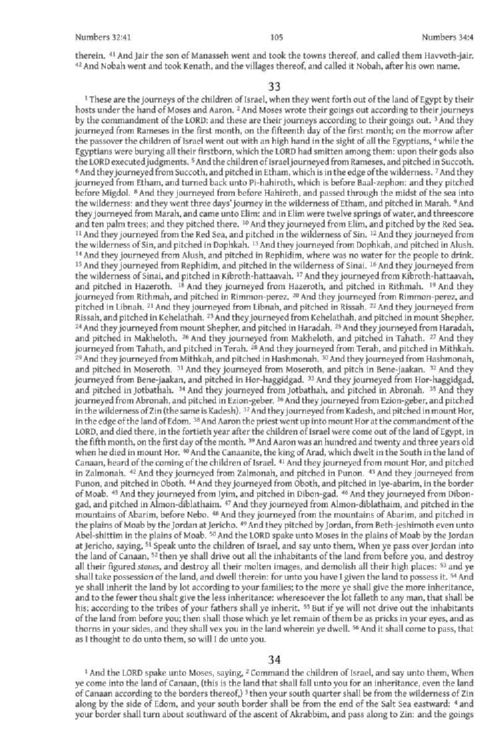 Numbers 32:41 105 Numbers 34:4
therein. 41 And Jair the son of Manasseh went and took the towns thereof, and called them Havvoth-jair.
42 And Nobah went and took Kenath, and the villages thereof, and called it Nobah, after his own name.
33
1 These are the journeys of the children of Israel, when they went forth out of the land of Egypt by their
hosts under the hand of Moses and Aaron. 2 And Moses wrote their goings out according to their journeys
by the commandment of the LORD: and these are their journeys according to their goings out. 3 And they
journeyed from Rameses in the first month, on the fifteenth day of the first month; on the morrow after
the passover the children of Israel went out with an high hand in the sight of all the Egyptians, 4 while the
Egyptians were burying all their firstborn, which the LORD had smitten among them: upon their gods also
the LORD executed judgments. 5 And the children of Israel journeyed from Rameses, and pitched in Succoth.
6 And they journeyed from Succoth, and pitched in Etham, which is in the edge of the wilderness. 7 And they
journeyed from Etham, and turned back unto Pi-hahiroth, which is before Baal-zephon: and they pitched
before Migdol. 8 And they journeyed from before Hahiroth, and passed through the midst of the sea into
the wilderness: and they went three days' journey in the wilderness of Etham, and pitched in Marah. 9 And
they journeyed from Marah, and came unto Elim: and in Elim were twelve springs of water, and threescore
and ten palm trees; and they pitched there. 10 And they journeyed from Elim, and pitched by the Red Sea.
11 And they journeyed from the Red Sea, and pitched in the wilderness of Sin. 12 And they journeyed from
the wilderness of Sin, and pitched in Dophkah. 13 And they journeyed from Dophkah, and pitched in Alush.
14 And they journeyed from Alush, and pitched in Rephidim, where was no water for the people to drink.
15 And they journeyed from Rephidim, and pitched in the wilderness of Sinai. 16 And they journeyed from
the wilderness of Sinai, and pitched in Kibroth-hattaavah. 17 And they journeyed from Kibroth-hattaavah,
and pitched in Hazeroth. 18 And they journeyed from Hazeroth, and pitched in Rithmah. 19 And they
journeyed from Rithmah, and pitched in Rimmon-perez. 20 And they journeyed from Rimmon-perez, and
pitched in Libnah. 21 And they journeyed from Libnah, and pitched in Rissah. 22 And they journeyed from
Rissah, and pitched in Kehelathah. 23 And they journeyed from Kehelathah, and pitched in mount Shepher.
24 And they journeyed from mount Shepher, and pitched in Haradah. 25 And they journeyed from Haradah,
and pitched in Makheloth. 26 And they journeyed from Makheloth, and pitched in Tahath. 27 And they
journeyed from Tahath, and pitched in Terah. 28 And they journeyed from Terah, and pitched in Mithkah.
29 And they journeyed from Mithkah, and pitched in Hashmonah. 30 And they journeyed from Hashmonah,
and pitched in Moseroth. 31 And they journeyed from Moseroth, and pitch in Bene-jaakan. 32 And they
journeyed from Bene-jaakan, and pitched in Hor-haggidgad. 33 And they journeyed from Hor-haggidgad,
and pitched in Jotbathah. 34 And they journeyed from Jotbathah, and pitched in Abronah. 35 And they
journeyed from Abronah, and pitched in Ezion-geber. 36 And they journeyed from Ezion-geber, and pitched
in the wilderness of Zin (the same is Kadesh). 37 And they journeyed from Kadesh, and pitched in mount Hor,
in the edge of the land of Edom. 38 And Aaron the priest went up into mount Hor at the commandment of the
LORD, and died there, in the fortieth year after the children of Israel were come out of the land of Egypt, in
the fifth month, on the first day of the month. 39 And Aaron was an hundred and twenty and three years old
when he died in mount Hor. 40 And the Canaanite, the king of Arad, which dwelt in the South in the land of
Canaan, heard of the coming of the children of Israel. 41 And they journeyed from mount Hor, and pitched
in Zalmonah. 42 And they journeyed from Zalmonah, and pitched in Punon. 43 And they journeyed from
Punon, and pitched in Oboth. 44 And they journeyed from Oboth, and pitched in Iye-abarim, in the border
of Moab. 45 And they journeyed from Iyim, and pitched in Dibon-gad. 46 And they journeyed from Dibon-
gad, and pitched in Almon-diblathaim. 47 And they journeyed from Almon-diblathaim, and pitched in the
mountains of Abarim, before Nebo. 48 And they journeyed from the mountains of Abarim, and pitched in
the plains of Moab by the Jordan at Jericho. 49 And they pitched by Jordan, from Beth-jeshimoth even unto
Abel-shittim in the plains of Moab. 50 And the LORD spake unto Moses in the plains of Moab by the Jordan
at Jericho, saying, 51 Speak unto the children of Israel, and say unto them, When ye pass over Jordan into
the land of Canaan, 52 then ye shall drive out all the inhabitants of the land from before you, and destroy
all their figured stones, and destroy all their molten images, and demolish all their high places: 53 and ye
shall take possession of the land, and dwell therein: for unto you have I given the land to possess it. 54 And
ye shall inherit the land by lot according to your families; to the more ye shall give the more inheritance,
and to the fewer thou shalt give the less inheritance: wheresoever the lot falleth to any man, that shall be
his; according to the tribes of your fathers shall ye inherit. 55 But if ye will not drive out the inhabitants
of the land from before you; then shall those which ye let remain of them be as pricks in your eyes, and as
thorns in your sides, and they shall vex you in the land wherein ye dwell. 56 And it shall come to pass, that
as I thought to do unto them, so will I do unto you.
34
1 And the LORD spake unto Moses, saying, 2 Command the children of Israel, and say unto them, When
ye come into the land of Canaan, (this is the land that shall fall unto you for an inheritance, even the land
of Canaan according to the borders thereof,) 3 then your south quarter shall be from the wilderness of Zin
along by the side of Edom, and your south border shall be from the end of the Salt Sea eastward: 4 and
your border shall turn about southward of the ascent of Akrabbim, and pass along to Zin: and the goings